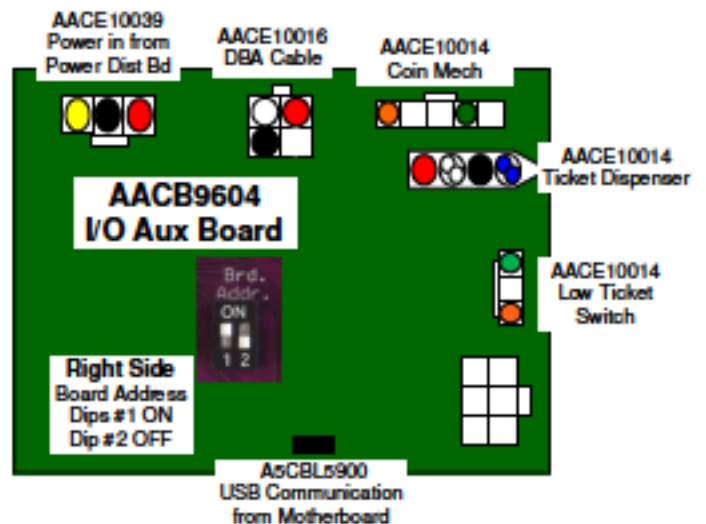 AACE10039
Power in from
Power Dist Bd
AACE10016
DBA Cable
AACE10014
Coin Mech
AACE10014
Ticket Dispenser
AACB9604
I/O Aux Board
AACE10014
Low Ticket
Switch
Brd.
Addr.
ON
1 2
Right Side
Board Address
Dips #1 ON
Dip #2 OFF
A5CBL5900
USB Communication
from Motherboard